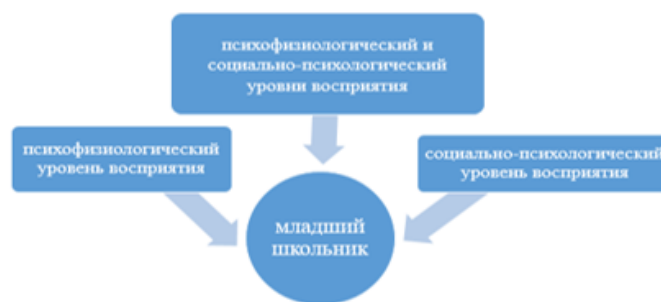 психофизиологический и
социально-психологический
уровни восприятия
психофизиологический
уровень восприятия
социально-психологический
уровень восприятия
младший
школьник